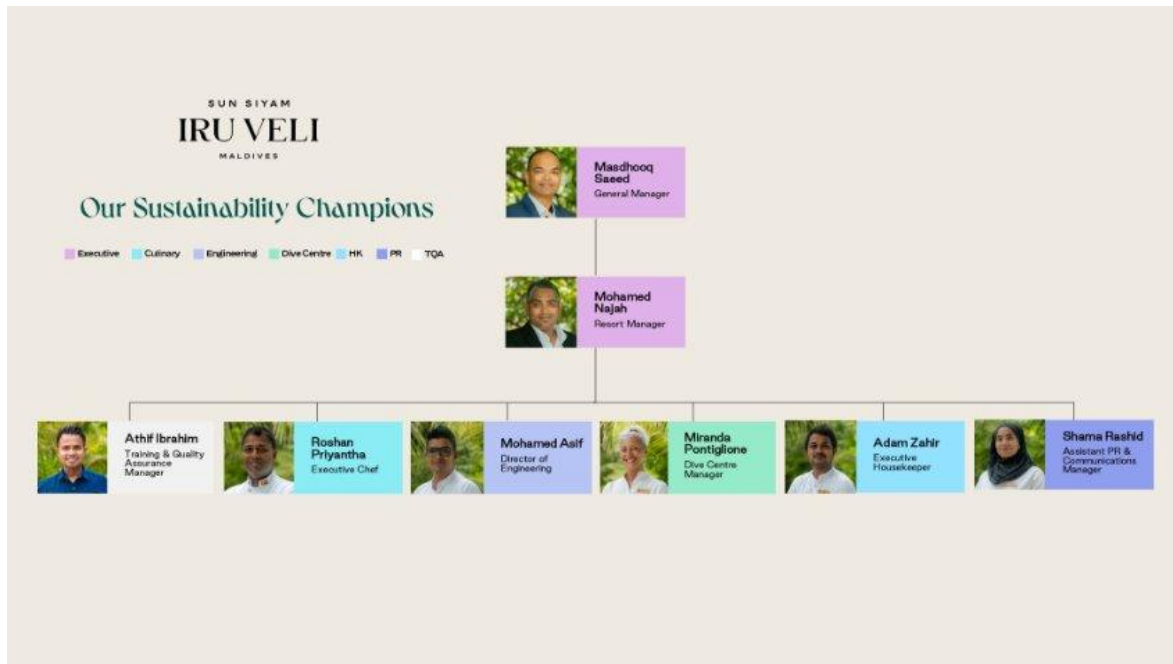 SUN SIYAM
IRU VELI
MALDIVES
Our Sustainability Champions
Executive Culinary Engineering Dive Centre HK PR TQA
Masdhooq
Saeed
General Manager
Mohamed
Najah
Resort Manager
Athif Ibrahim
Training & Quality
Assurance
Manager
Roshan
Priyantha
Executive Chef
Mohamed Asif
Director of
Engineering
Miranda
Pontiglione
Dive Centre
Manager
Adam Zahir
Executive
Housekeeper
Shama Rashid
Assistant PR &
Communications
Manager